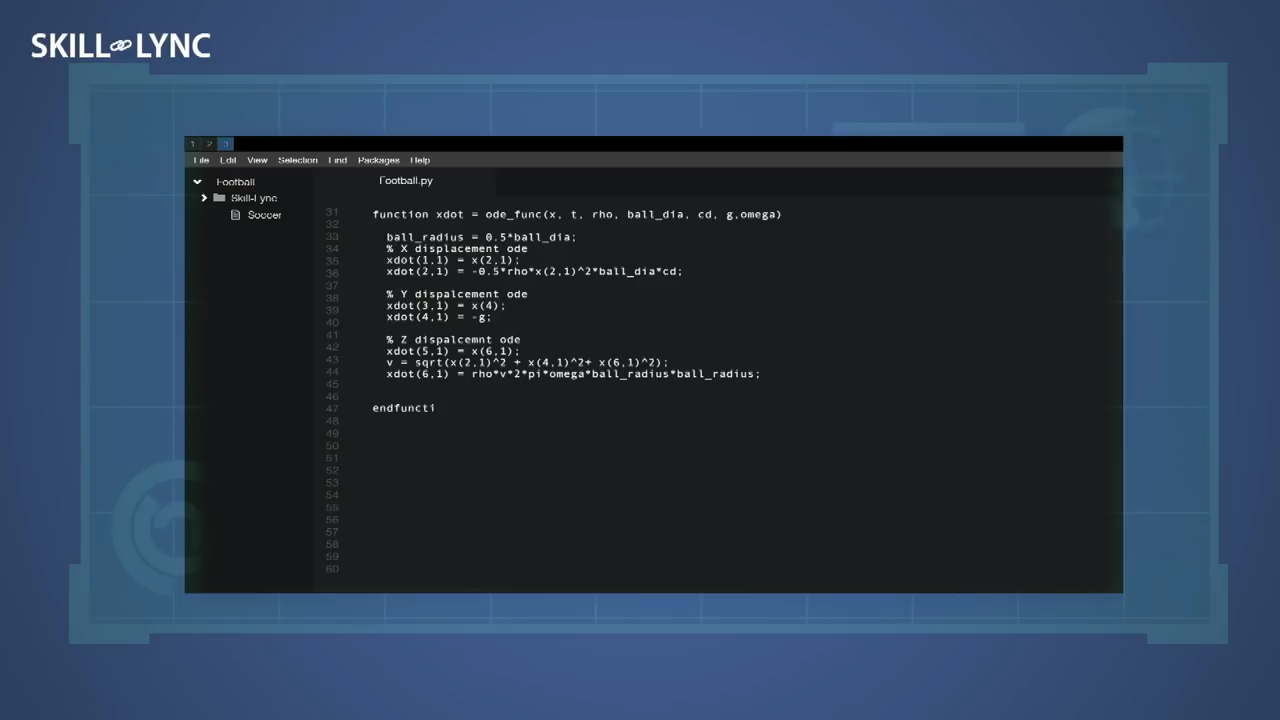 SKILL LYNC
1 2 3
File Edit View Selection Find Packages Help
Football
Skill-Lync
Soccer
Football.py
31
32
33
34
35
36
37
38
39
40
41
42
43
44
45
46
47
48
49
50
51
52
53
54
55
56
57
58
59
60
function xdot = ode_func(x, t, rho, ball_dia, cd, g,omega)
ball_radius = 0.5*ball_dia;
% X displacement ode
xdot(1,1) = x(2,1);
xdot(2,1) = -0.5*rho*x(2,1)^2*ball_dia*cd;
% Y dispalcement ode
xdot(3,1) = x(4);
xdot(4,1) = -g;
% Z dispalcemnt ode
xdot(5,1) = x(6,1);
v = sqrt(x(2,1)^2 + x(4,1)^2+ x(6,1)^2);
xdot(6,1) = rho*v*2*pi*omega*ball_radius*ball_radius;
endfuncti